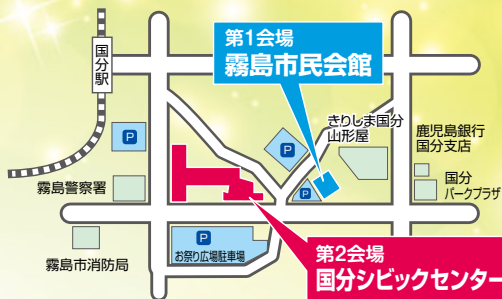 国分駅
第1会場
霧島市民会館
きりしま国分
山形屋
鹿児島銀行
国分支店
P
P
霧島警察署
P
国分
パークプラザ
P
お祭り広場駐車場
霧島市消防局
第2会場
国分シビックセンター